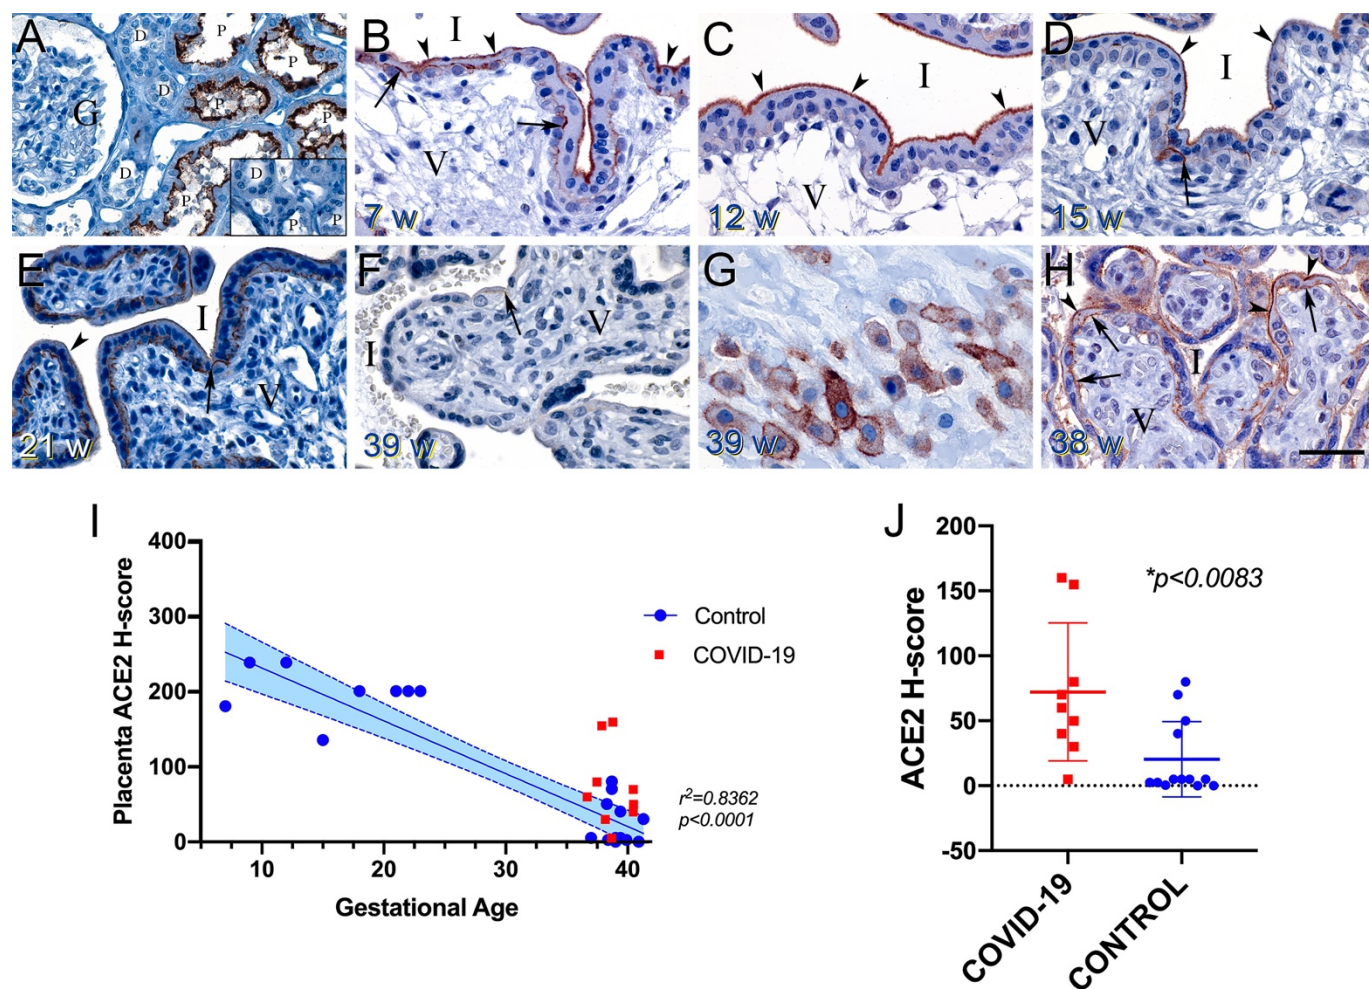 A
G
D
D
D
P
P
P
P
P
P
P
P
B
I
V
7 w
C
I
V
12 w
D
I
V
15 w
E
I
V
21 w
F
I
V
39 w
G
39 w
H
I
V
38 w
I
400
300
200
100
0
Placenta ACE2 H-score
10
20
30
40
Gestational Age
Control
COVID-19
r²=0.8362
p<0.0001
J
200
150
100
50
0
-50
ACE2 H-score
*p<0.0083
COVID-19
CONTROL